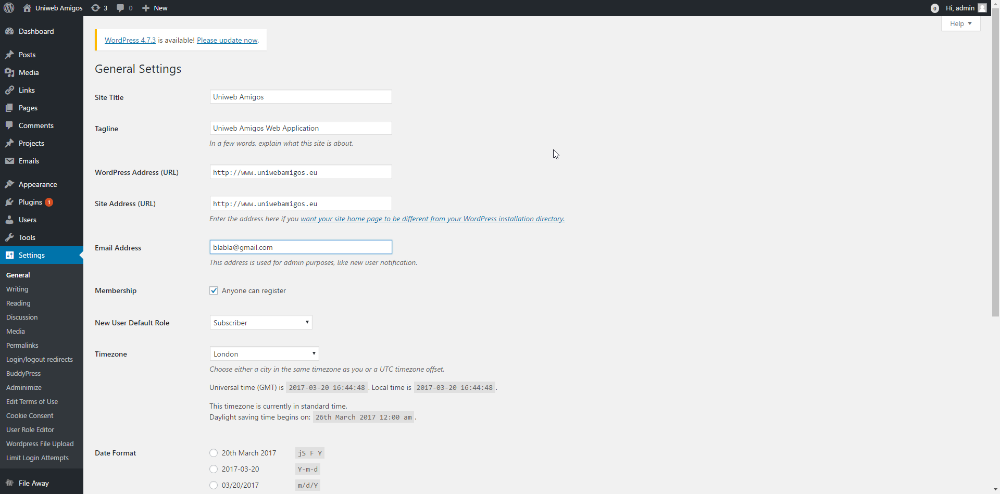 Uniweb Amigos 3 0 New 0 Hi, admin
Help
Dashboard
Posts
Media
Links
Pages
Comments
Projects
Emails
Appearance
Plugins 1
Users
Tools
Settings
General
Writing
Reading
Discussion
Media
Permalinks
Login/logout redirects
BuddyPress
Adminimize
Edit Terms of Use
Cookie Consent
User Role Editor
Wordpress File Upload
Limit Login Attempts
FA File Away
WordPress 4.7.3 is available! Please update now.
General Settings
Site Title Uniweb Amigos
Tagline Uniweb Amigos Web Application
In a few words, explain what this site is about.
WordPress Address (URL) http://www.uniwebamigos.eu
Site Address (URL) http://www.uniwebamigos.eu
Enter the address here if you want your site home page to be different from your WordPress installation directory.
Email Address blabla@gmail.com
This address is used for admin purposes, like new user notification.
Membership Anyone can register
New User Default Role Subscriber
Timezone London
Choose either a city in the same timezone as you or a UTC timezone offset.
Universal time (GMT) is 2017-03-20 16:44:48 . Local time is 2017-03-20 16:44:48 .
This timezone is currently in standard time.
Daylight saving time begins on: 26th March 2017 12:00 am .
Date Format 20th March 2017 jS F Y
2017-03-20 Y-m-d
03/20/2017 m/d/Y